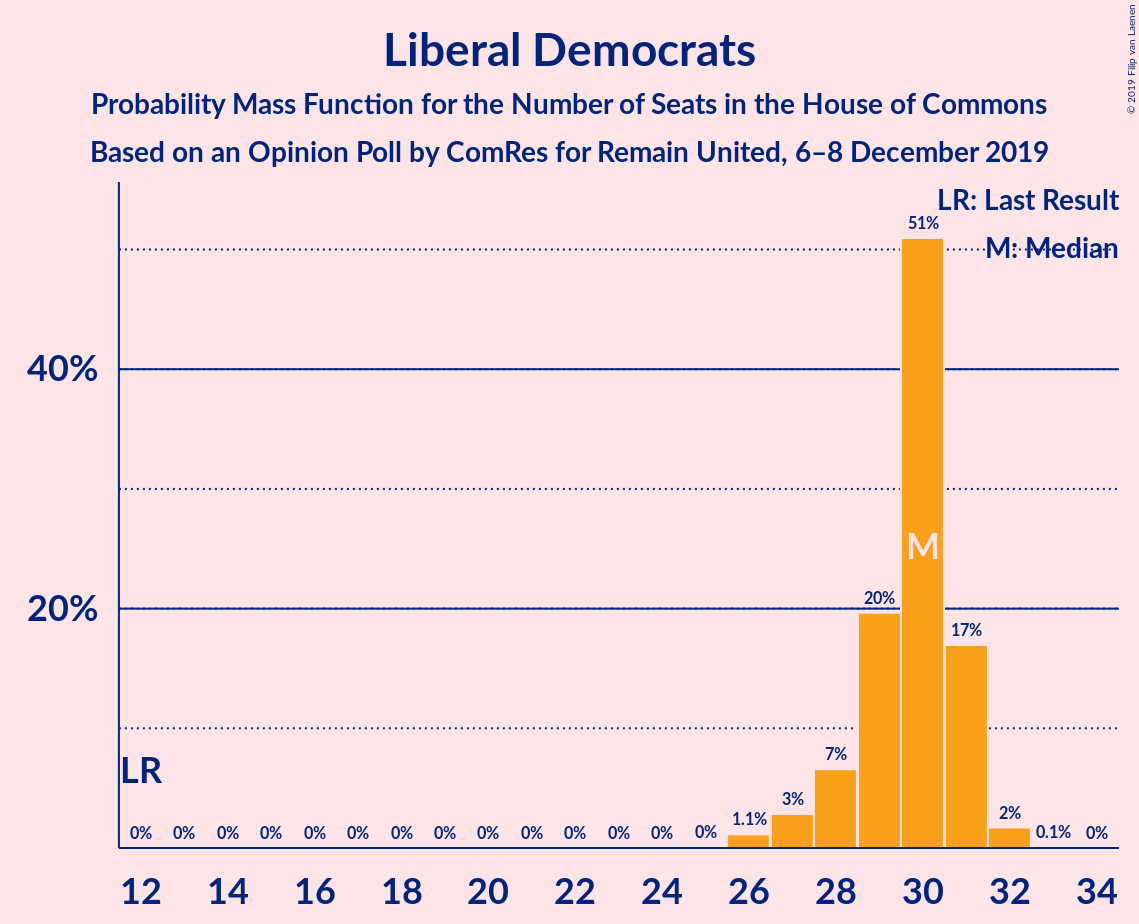 © 2019 Filip van Laenen
Liberal Democrats
Probability Mass Function for the Number of Seats in the House of Commons
Based on an Opinion Poll by ComRes for Remain United, 6–8 December 2019
LR: Last Result
M: Median
40%
20%
LR
0% 0% 0% 0% 0% 0% 0% 0% 0% 0% 0% 0% 0% 0% 1.1% 3% 7% 20% 51% 17% 2% 0.1% 0%
M
12 14 16 18 20 22 24 26 28 30 32 34